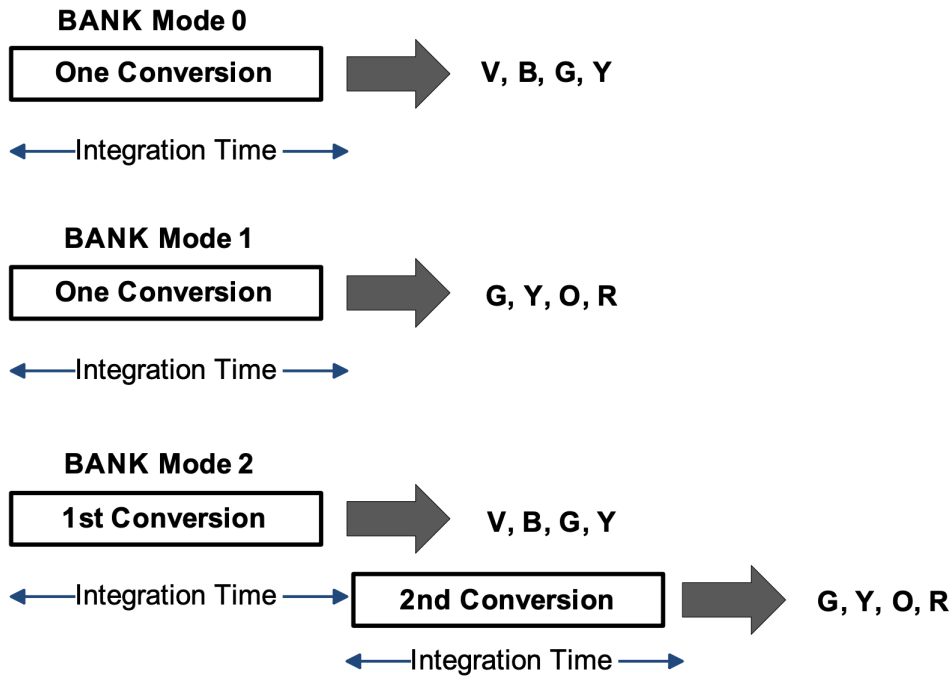 BANK Mode 0
One Conversion
V, B, G, Y
Integration Time
BANK Mode 1
One Conversion
G, Y, O, R
Integration Time
BANK Mode 2
1st Conversion
V, B, G, Y
Integration Time
2nd Conversion
G, Y, O, R
Integration Time